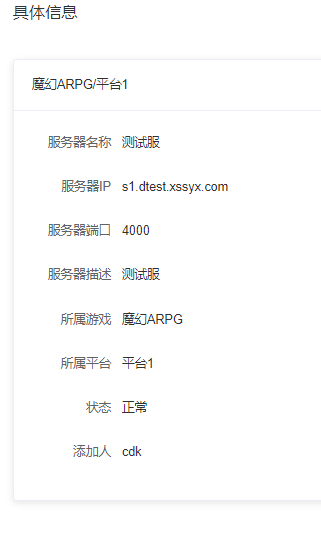 具体信息
魔幻ARPG/平台1
服务器名称 测试服
服务器IP s1.dtest.xssyx.com
服务器端口 4000
服务器描述 测试服
所属游戏 魔幻ARPG
所属平台 平台1
状态 正常
添加人 cdk